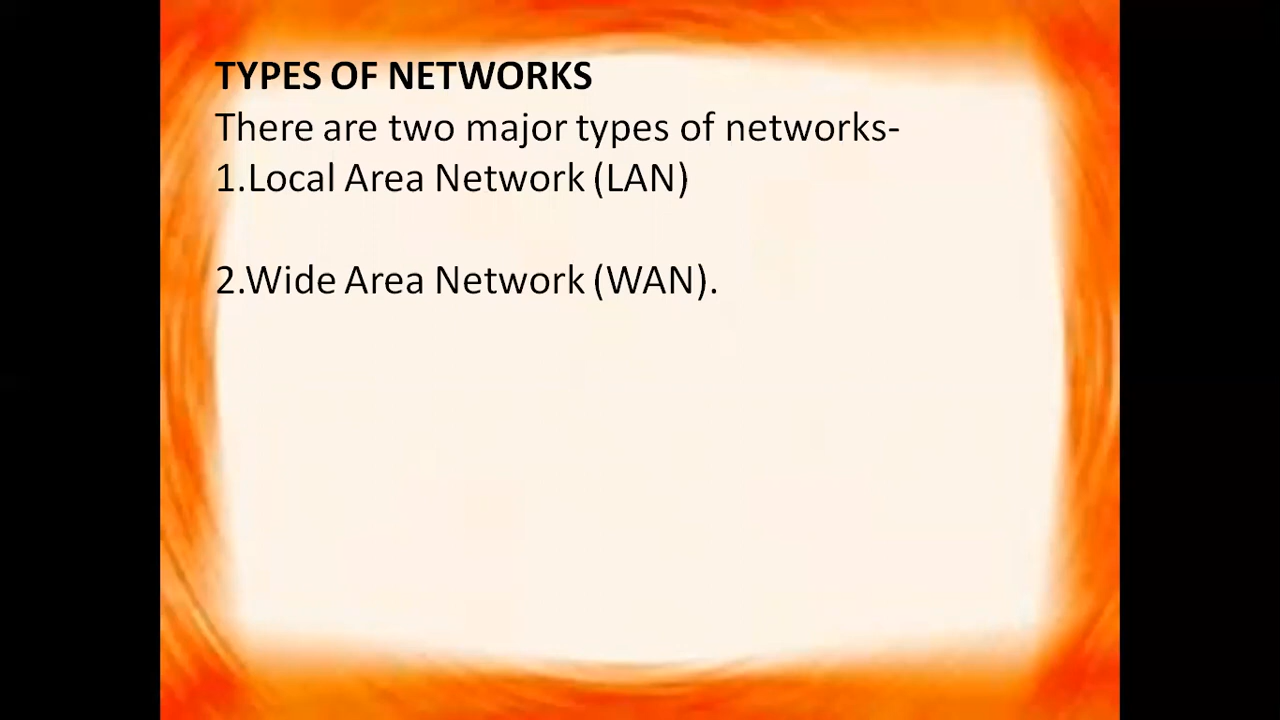 TYPES OF NETWORKS
There are two major types of networks-
1.Local Area Network (LAN)
2.Wide Area Network (WAN).